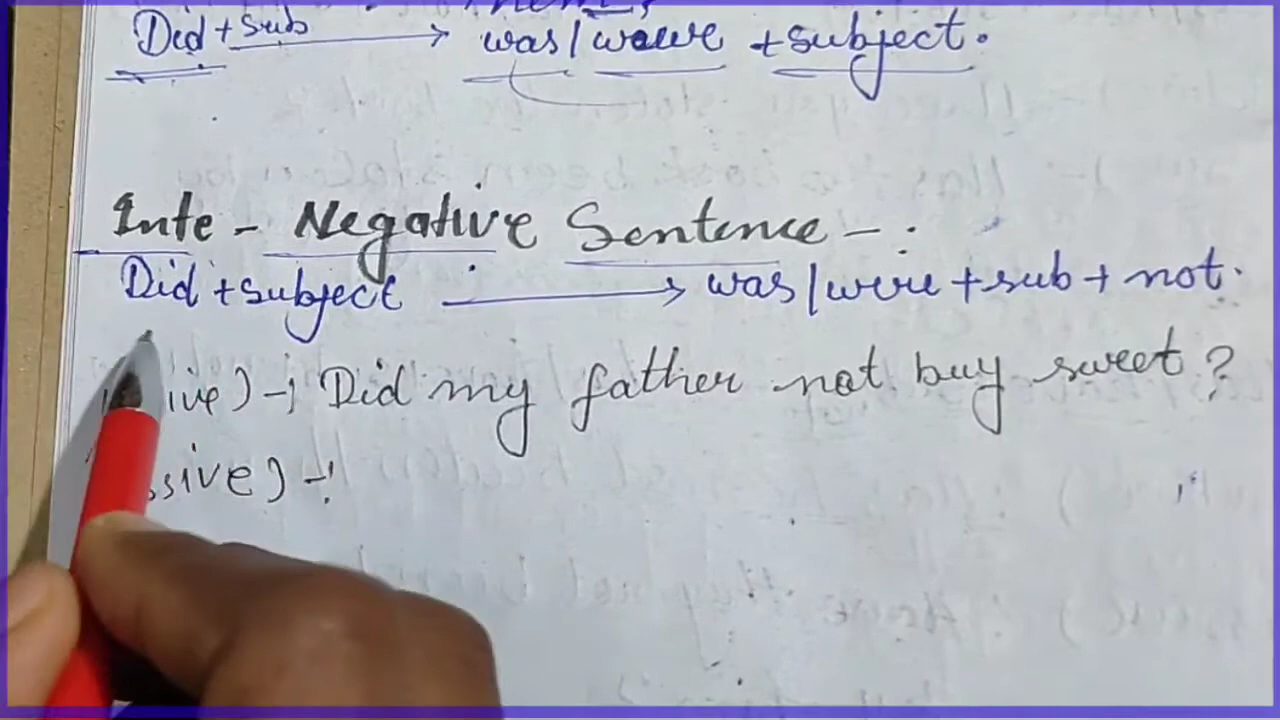 Did + sub → was/wewe + subject.
Inte - Negative Sentence - :
Did + subject → was/were + sub + not.
ive) -; Did my father not buy sweet?
ssive) - :